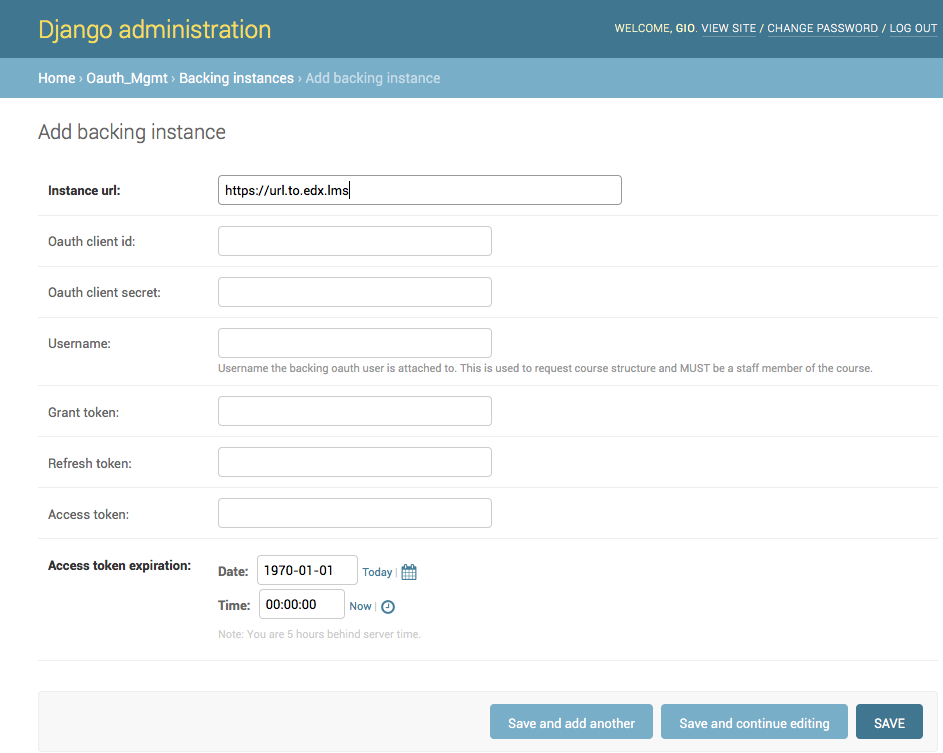 Django administration
WELCOME, GIO. VIEW SITE / CHANGE PASSWORD / LOG OUT
Home › Oauth_Mgmt › Backing instances › Add backing instance
Add backing instance
Instance url: https://url.to.edx.lms
Oauth client id:
Oauth client secret:
Username:
Username the backing oauth user is attached to. This is used to request course structure and MUST be a staff member of the course.
Grant token:
Refresh token:
Access token:
Access token expiration: Date: 1970-01-01 Today |
Time: 00:00:00 Now |
Note: You are 5 hours behind server time.
Save and add another Save and continue editing SAVE